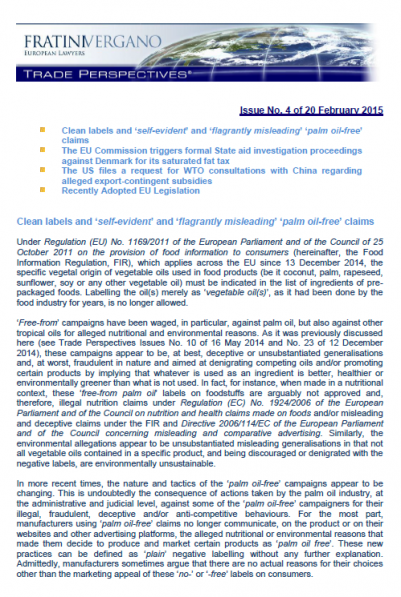 FRATINIVERGANO
EUROPEAN LAWYERS
TRADE PERSPECTIVES®
Issue No. 4 of 20 February 2015
Clean labels and 'self-evident' and 'flagrantly misleading' 'palm oil-free'
claims
The EU Commission triggers formal State aid investigation proceedings
against Denmark for its saturated fat tax
The US files a request for WTO consultations with China regarding
alleged export-contingent subsidies
Recently Adopted EU Legislation
Clean labels and 'self-evident' and 'flagrantly misleading' 'palm oil-free' claims
Under Regulation (EU) No. 1169/2011 of the European Parliament and of the Council of 25
October 2011 on the provision of food information to consumers (hereinafter, the Food
Information Regulation, FIR), which applies across the EU since 13 December 2014, the
specific vegetal origin of vegetable oils used in food products (be it coconut, palm, rapeseed,
sunflower, soy or any other vegetable oil) must be indicated in the list of ingredients of pre-
packaged foods. Labelling the oil(s) merely as 'vegetable oil(s)', as it had been done by the
food industry for years, is no longer allowed.
'Free-from' campaigns have been waged, in particular, against palm oil, but also against other
tropical oils for alleged nutritional and environmental reasons. As it was previously discussed
here (see Trade Perspectives Issues No. 10 of 16 May 2014 and No. 23 of 12 December
2014), these campaigns appear to be, at best, deceptive or unsubstantiated generalisations
and, at worst, fraudulent in nature and aimed at denigrating competing oils and/or promoting
certain products by implying that whatever is used as an ingredient is better, healthier or
environmentally greener than what is not used. In fact, for instance, when made in a nutritional
context, these 'free-from palm oil' labels on foodstuffs are arguably not approved and,
therefore, illegal nutrition claims under Regulation (EC) No. 1924/2006 of the European
Parliament and of the Council on nutrition and health claims made on foods and/or misleading
and deceptive claims under the FIR and Directive 2006/114/EC of the European Parliament
and of the Council concerning misleading and comparative advertising. Similarly, the
environmental allegations appear to be unsubstantiated misleading generalisations in that not
all vegetable oils contained in a specific product, and being discouraged or denigrated with the
negative labels, are environmentally unsustainable.
In more recent times, the nature and tactics of the 'palm oil-free' campaigns appear to be
changing. This is undoubtedly the consequence of actions taken by the palm oil industry, at
the administrative and judicial level, against some of the 'palm oil-free' campaigners for their
illegal, fraudulent, deceptive and/or anti-competitive behaviours. For the most part,
manufacturers using 'palm oil-free' claims no longer communicate, on the product or on their
websites and other advertising platforms, the alleged nutritional or environmental reasons that
made them decide to produce and market certain products as 'palm oil free'. These new
practices can be defined as 'plain' negative labelling without any further explanation.
Admittedly, manufacturers sometimes argue that there are no actual reasons for their choices
other than the marketing appeal of these 'no-' or '-free' labels on consumers.